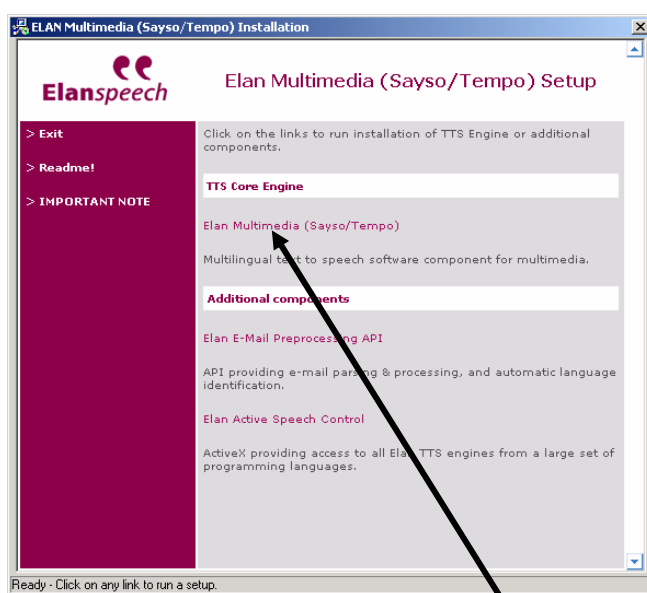 ELAN Multimedia (Sayso/Tempo) Installation
Elanspeech
Elan Multimedia (Sayso/Tempo) Setup
> Exit
> Readme!
> IMPORTANT NOTE
Click on the links to run installation of TTS Engine or additional
components.
TTS Core Engine
Elan Multimedia (Sayso/Tempo)
Multilingual text to speech software component for multimedia.
Additional components
Elan E-Mail Preprocessing API
API providing e-mail parsing & processing, and automatic language
identification.
Elan Active Speech Control
ActiveX providing access to all Elan TTS engines from a large set of
programming languages.
Ready - Click on any link to run a setup.